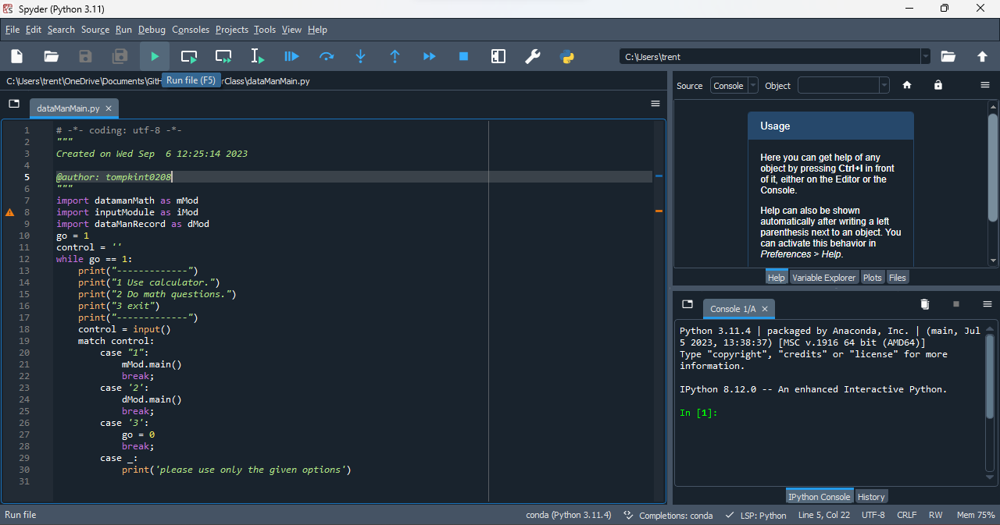 Spyder (Python 3.11)
File Edit Search Source Run Debug Consoles Projects Tools View Help
C:\Users\trent
C:\Users\trent\OneDrive\Documents\GitH
Run file (F5)
rClass\dataManMain.py
dataManMain.py
1 # -*- coding: utf-8 -*-
2 """
3 Created on Wed Sep  6 12:25:14 2023
4
5 @author: tompkint0208
6 """
7 import datamanMath as mMod
8 import inputModule as iMod
9 import dataManRecord as dMod
10 go = 1
11 control = ''
12 while go == 1:
13     print("-------------")
14     print("1 Use calculator.")
15     print("2 Do math questions.")
16     print("3 exit")
17     print("-------------")
18     control = input()
19     match control:
20         case "1":
21             mMod.main()
22             break;
23         case '2':
24             dMod.main()
25             break;
26         case '3':
27             go = 0
28             break;
29         case _:
30             print('please use only the given options')
31
Source Console Object
Usage
Here you can get help of any
object by pressing Ctrl+I in front
of it, either on the Editor or the
Console.
Help can also be shown
automatically after writing a left
parenthesis next to an object. You
can activate this behavior in
Preferences > Help.
Help Variable Explorer Plots Files
Console 1/A
Python 3.11.4 | packaged by Anaconda, Inc. | (main, Jul
5 2023, 13:38:37) [MSC v.1916 64 bit (AMD64)]
Type "copyright", "credits" or "license" for more
information.
IPython 8.12.0 -- An enhanced Interactive Python.
In [1]:
IPython Console History
Run file
conda (Python 3.11.4) Completions: conda LSP: Python Line 5, Col 22 UTF-8 CRLF RW Mem 75%